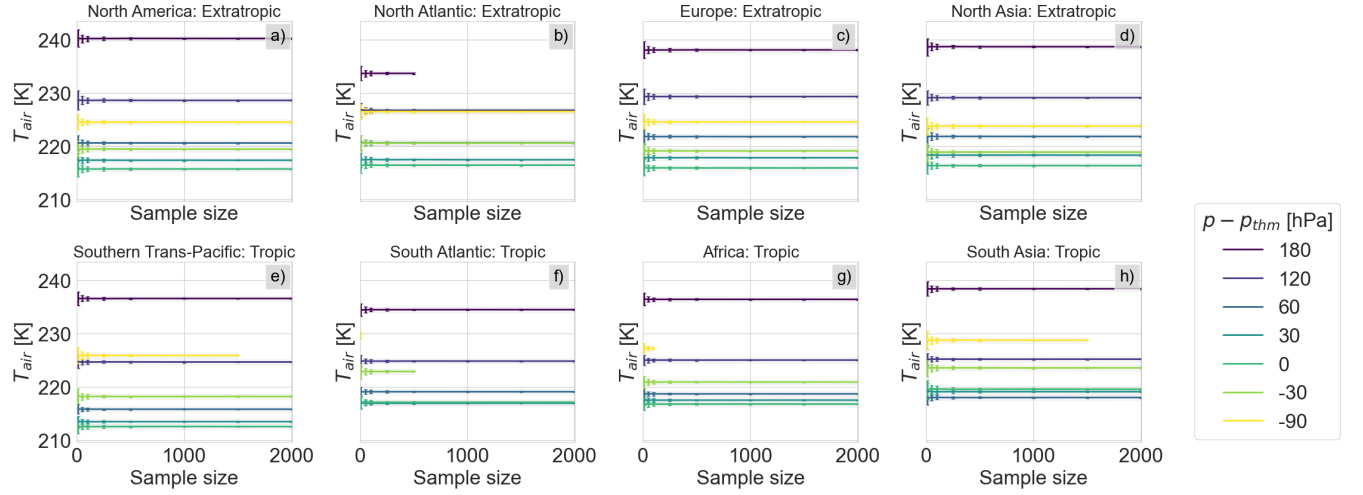 North America: Extratropic
North Atlantic: Extratropic
Europe: Extratropic
North Asia: Extratropic
a)
b)
c)
d)
240
230
220
210
T_air [K]
T_air [K]
T_air [K]
T_air [K]
Sample size
Sample size
Sample size
Sample size
Southern Trans-Pacific: Tropic
South Atlantic: Tropic
Africa: Tropic
South Asia: Tropic
e)
f)
g)
h)
240
230
220
210
T_air [K]
T_air [K]
T_air [K]
T_air [K]
0 1000 2000
0 1000 2000
0 1000 2000
0 1000 2000
Sample size
Sample size
Sample size
Sample size
p − p_thm [hPa]
180
120
60
30
0
-30
-90